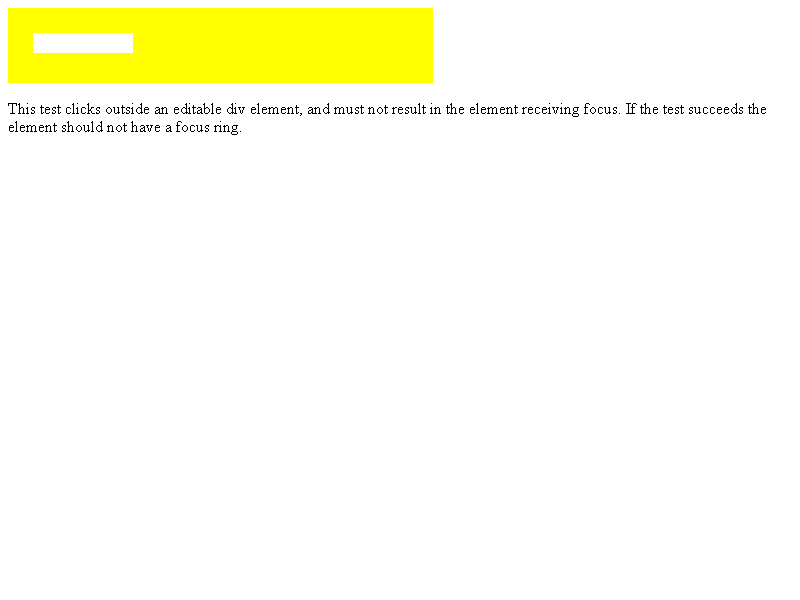 This test clicks outside an editable div element, and must not result in the element receiving focus. If the test succeeds the
element should not have a focus ring.